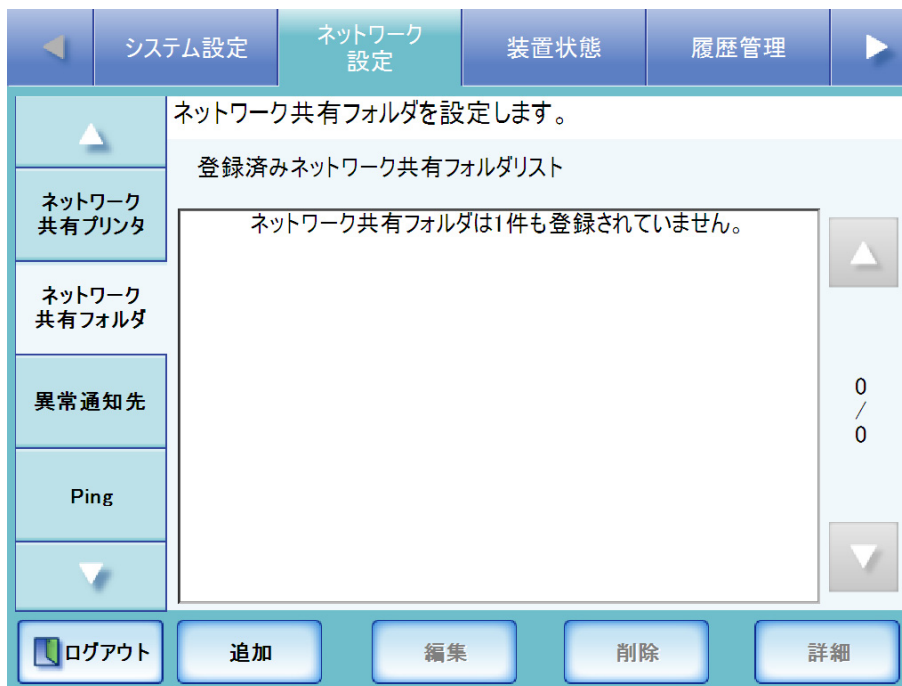 システム設定
ネットワーク
設定
装置状態
履歴管理
ネットワーク共有フォルダを設定します。
登録済みネットワーク共有フォルダリスト
ネットワーク共有フォルダは1件も登録されていません。
ネットワーク
共有プリンタ
ネットワーク
共有フォルダ
異常通知先
Ping
0
/
0
ログアウト
追加
編集
削除
詳細